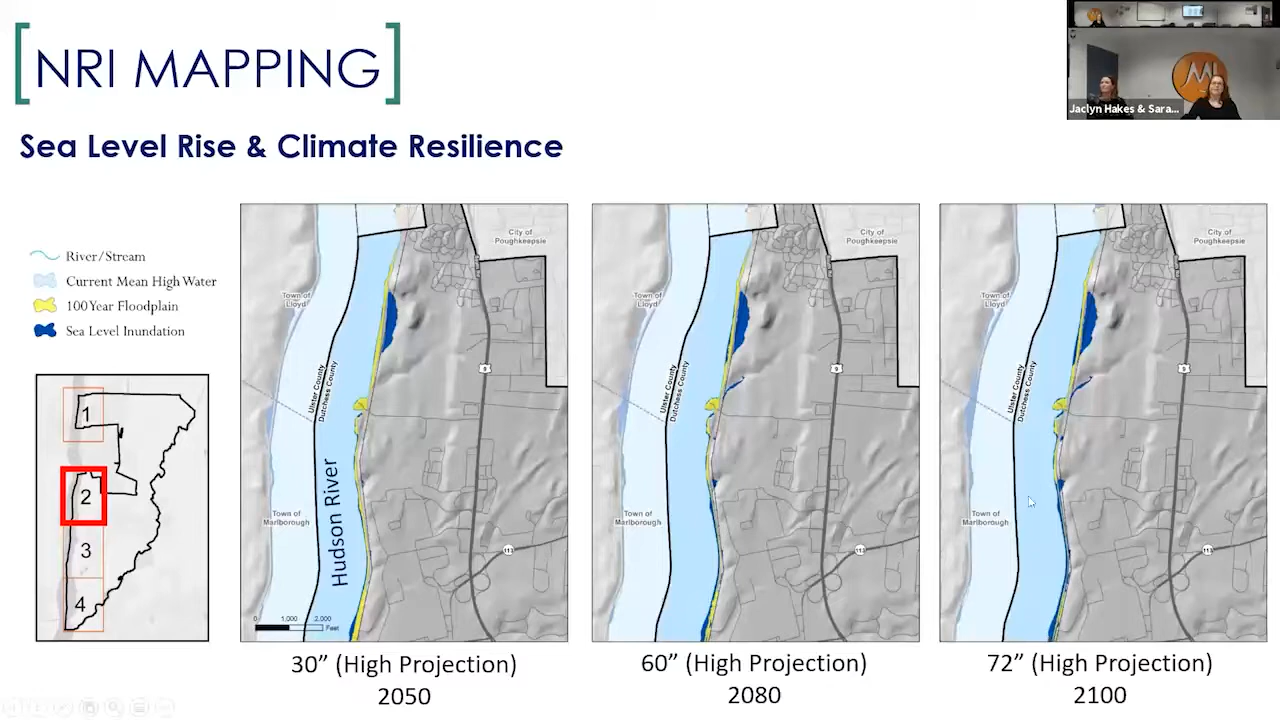 [NRI MAPPING]
Sea Level Rise & Climate Resilience
Jaclyn Hakes & Sara...
River/Stream
Current Mean High Water
100 Year Floodplain
Sea Level Inundation
1
2
3
4
City of
Poughkeepsie
Town of
Lloyd
Ulster County
Dutchess County
9
Hudson River
Town of
Marlborough
113
0 1,000 2,000
Feet
30” (High Projection)
2050
City of
Poughkeepsie
Town of
Lloyd
Ulster County
Dutchess County
9
Town of
Marlborough
113
60” (High Projection)
2080
City of
Poughkeepsie
Town of
Lloyd
Ulster County
Dutchess County
9
Town of
Marlborough
113
72” (High Projection)
2100